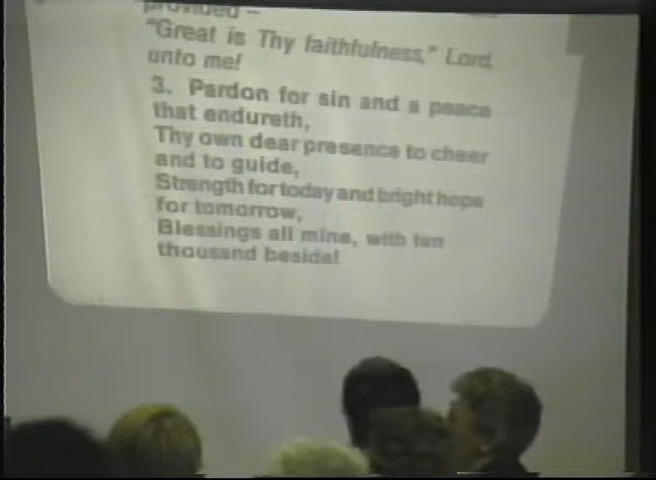 provided –
"Great is Thy faithfulness," Lord,
unto me!
3. Pardon for sin and a peace
that endureth,
Thy own dear presence to cheer
and to guide,
Strength for today and bright hope
for tomorrow,
Blessings all mine, with ten
thousand beside!